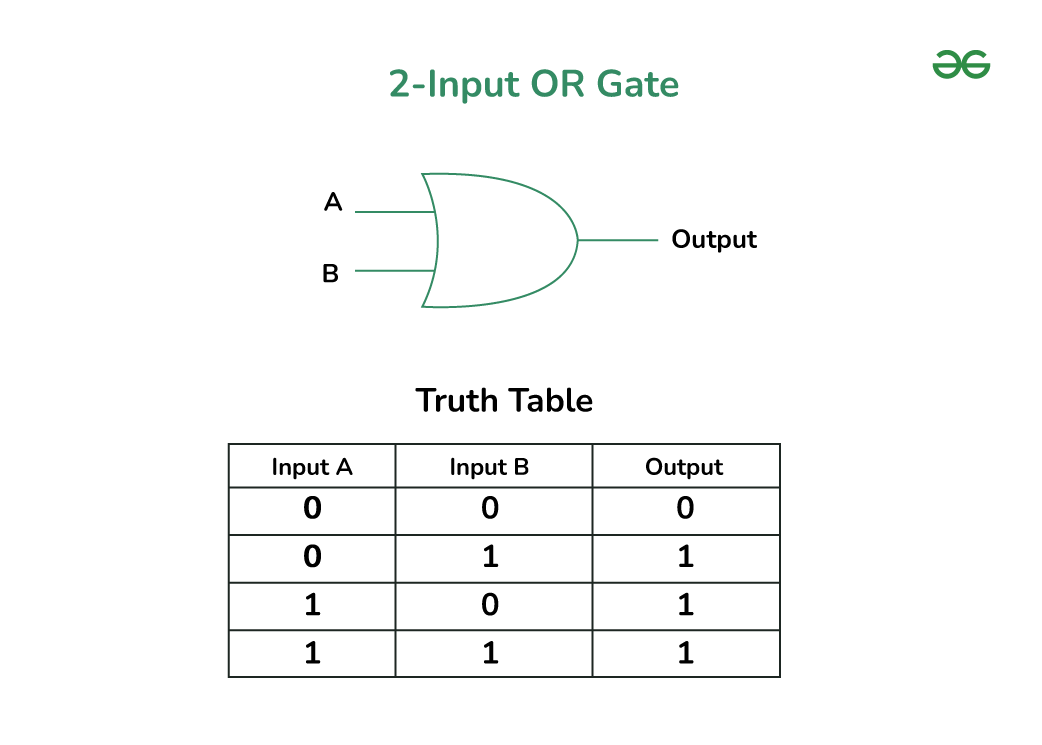 2-Input OR Gate
A
B
Output
Truth Table
Input A Input B Output
0 0 0
0 1 1
1 0 1
1 1 1